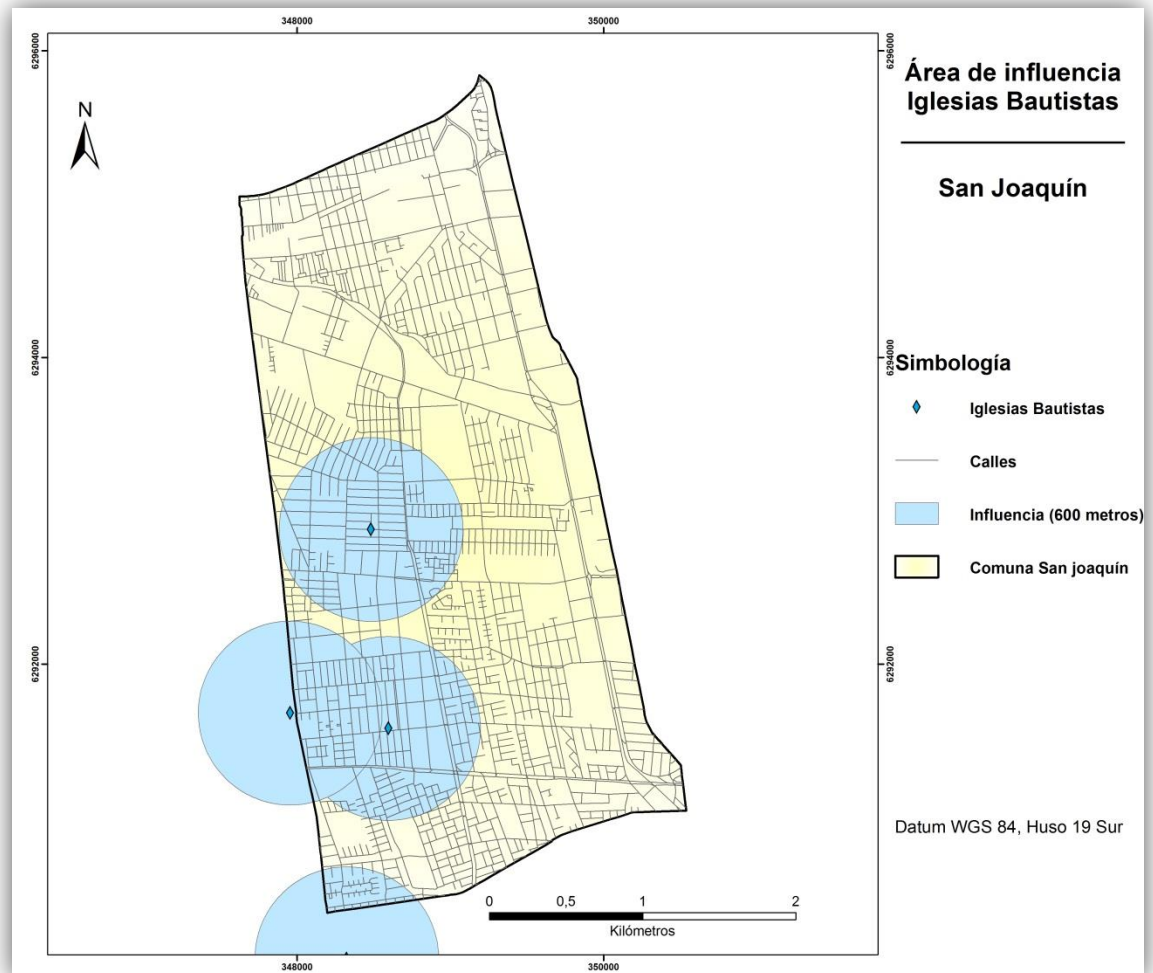 348000
350000
6296000
6296000
Área de influencia
Iglesias Bautistas
San Joaquín
N
6294000
6294000
Simbología
Iglesias Bautistas
Calles
Influencia (600 metros)
Comuna San joaquín
6292000
6292000
Datum WGS 84, Huso 19 Sur
0
0,5
1
2
Kilómetros
348000
350000